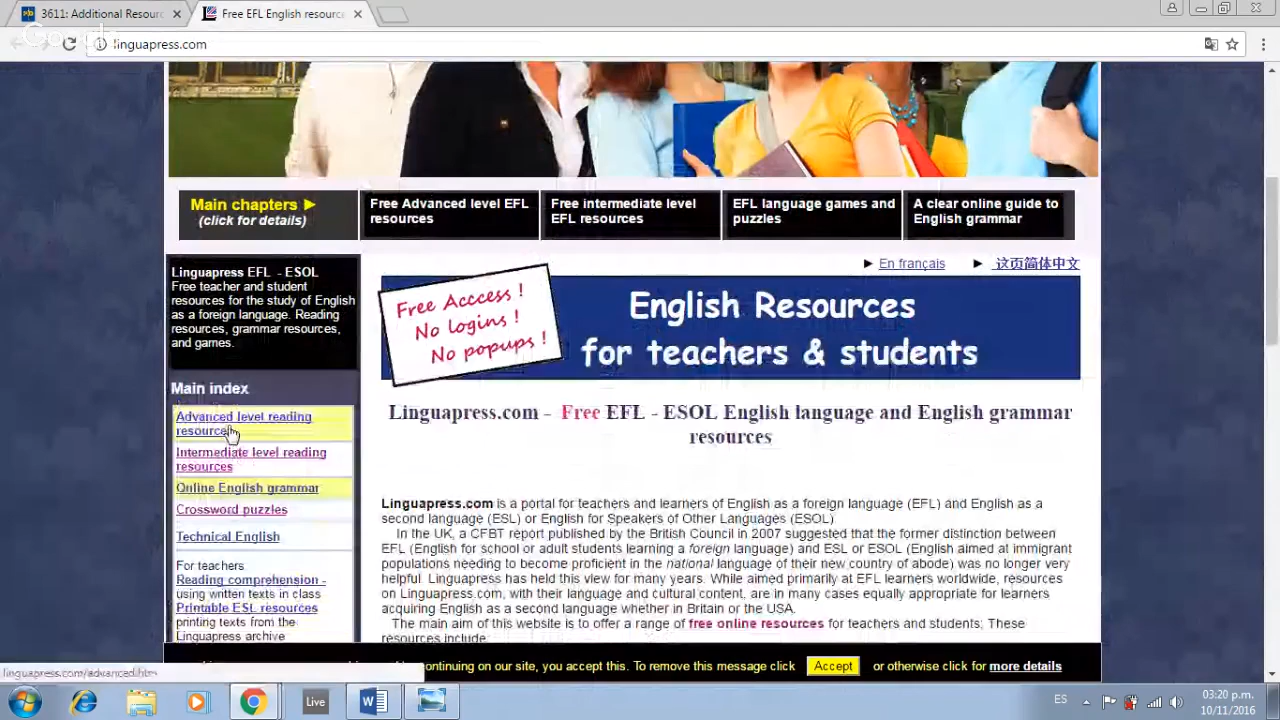 3611: Additional Resourc
Free EFL English resource
Google
linguapress.com
Main chapters ►
(click for details)
Free Advanced level EFL
resources
Free intermediate level
EFL resources
EFL language games and
puzzles
A clear online guide to
English grammar
Linguapress EFL - ESOL
Free teacher and student
resources for the study of English
as a foreign language. Reading
resources, grammar resources,
and games.
► En français ► 这页简体中文
Free Acccess !
No logins !
No popups !
English Resources
for teachers & students
Main index
Advanced level reading
resources
Intermediate level reading
resources
Online English grammar
Crossword puzzles
Technical English
For teachers
Reading comprehension -
using written texts in class
Printable ESL resources
printing texts from the
Linguapress archive
Linguapress.com - Free EFL - ESOL English language and English grammar
resources
Linguapress.com is a portal for teachers and learners of English as a foreign language (EFL) and English as a
second language (ESL) or English for Speakers of Other Languages (ESOL)
In the UK, a CFBT report published by the British Council in 2007 suggested that the former distinction between
EFL (English for school or adult students learning a foreign language) and ESL or ESOL (English aimed at immigrant
populations needing to become proficient in the national language of their new country of abode) was no longer very
helpful. Linguapress has held this view for many years. While aimed primarily at EFL learners worldwide, resources
on Linguapress.com, with their language and cultural content, are in many cases equally appropriate for learners
acquiring English as a second language whether in Britain or the USA.
The main aim of this website is to offer a range of free online resources for teachers and students; These
resources include:
continuing on our site, you accept this. To remove this message click Accept or otherwise click for more details
linguapress.com/advanced.htm
Live
ES
03:20 p.m.
10/11/2016